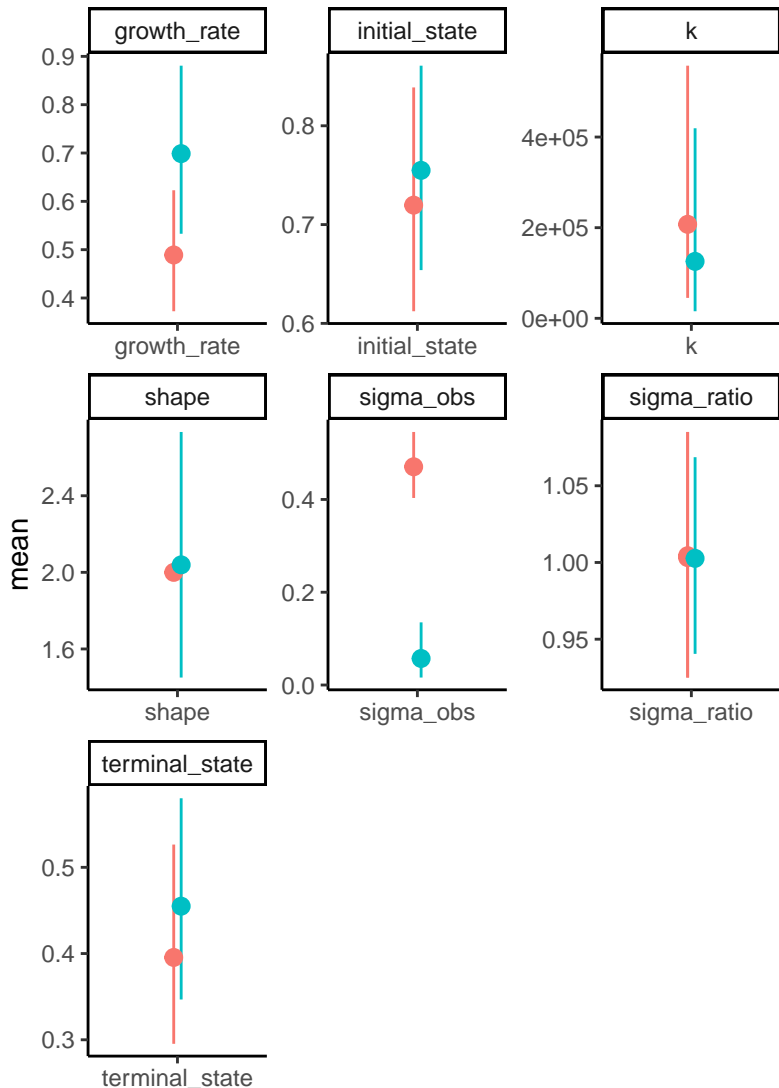 growth_rate
initial_state
k
0.9
0.8
0.7
0.6
0.5
0.4
0.8
0.7
0.6
4e+05
2e+05
0e+00
growth_rate
initial_state
k
shape
sigma_obs
sigma_ratio
2.4
2.0
1.6
0.4
0.2
0.0
1.05
1.00
0.95
shape
sigma_obs
sigma_ratio
mean
terminal_state
0.5
0.4
0.3
terminal_state